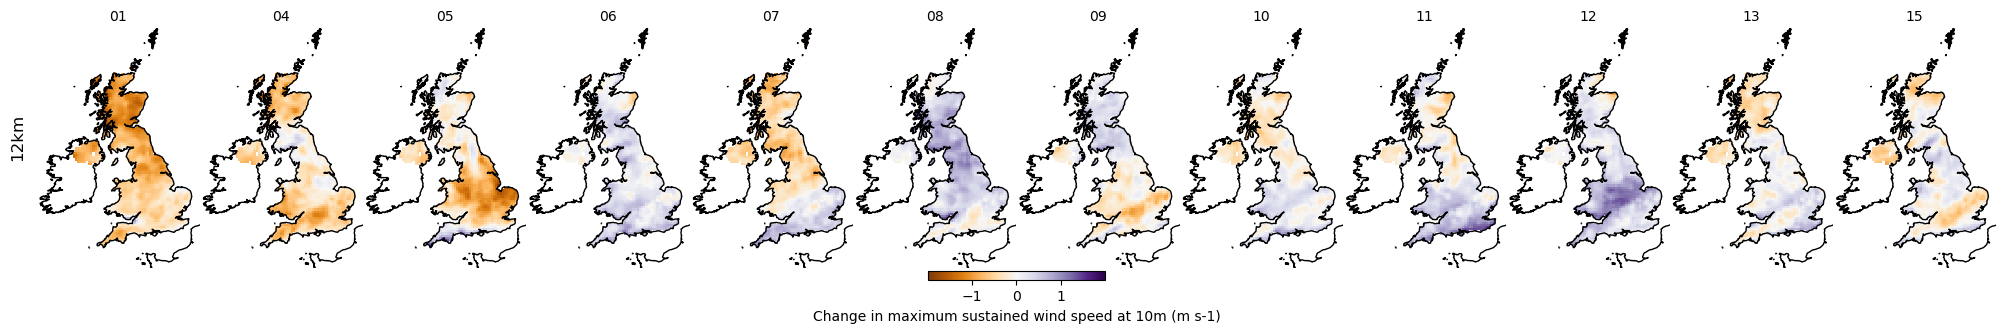 01 04 05 06 07 08 09 10 11 12 13 15
12km
−1 0 1
Change in maximum sustained wind speed at 10m (m s-1)